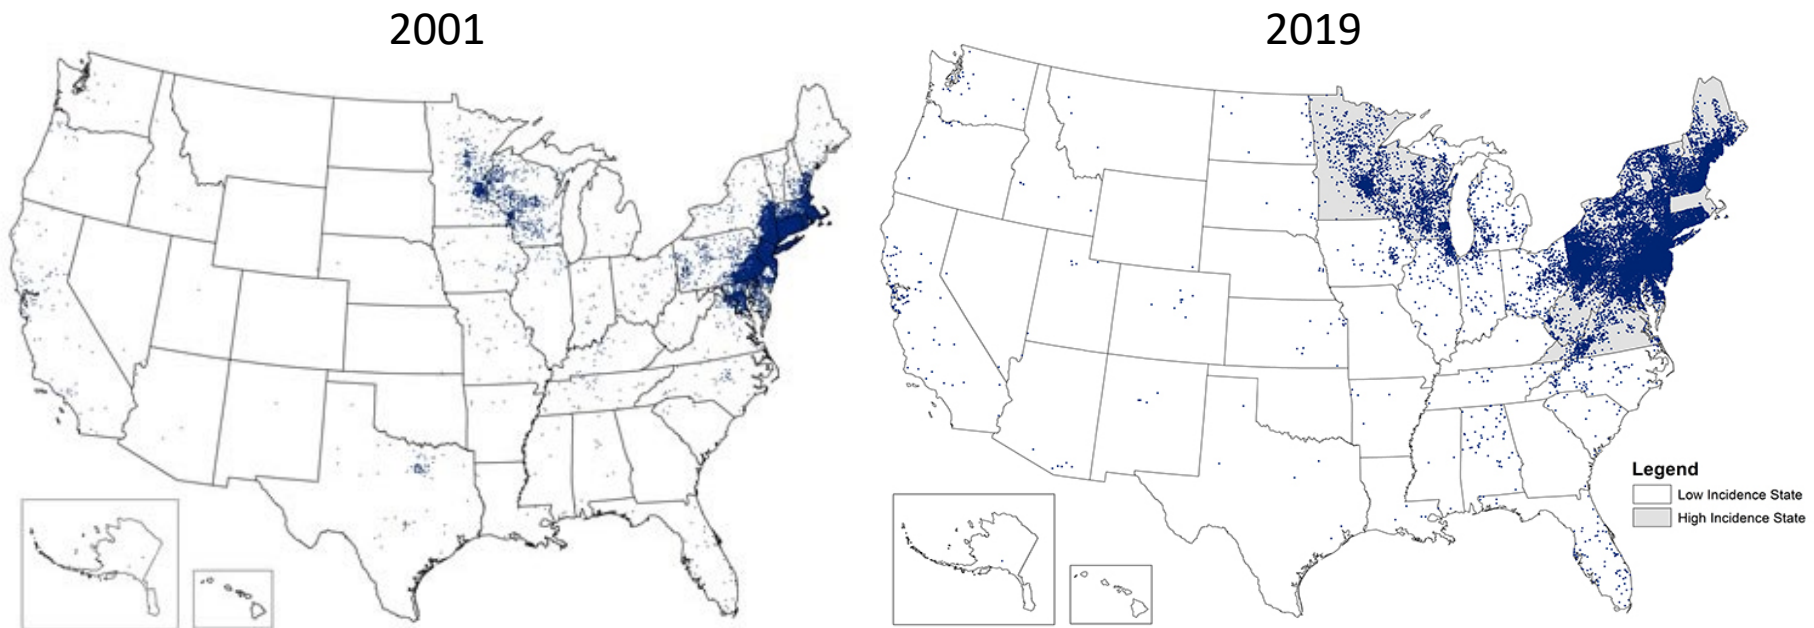 2001
2019
Legend
Low Incidence State
High Incidence State